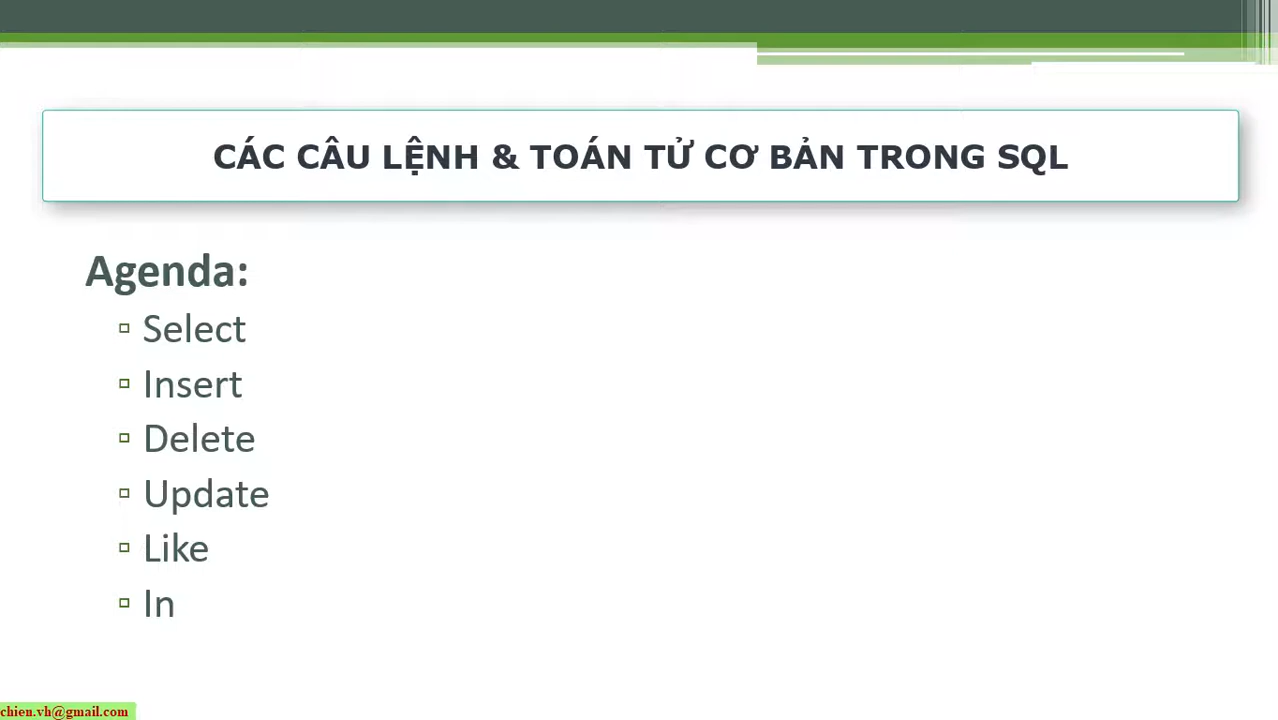 CÁC CÂU LỆNH & TOÁN TỬ CƠ BẢN TRONG SQL
Agenda:
Select
Insert
Delete
Update
Like
In
chien.vh@gmail.com